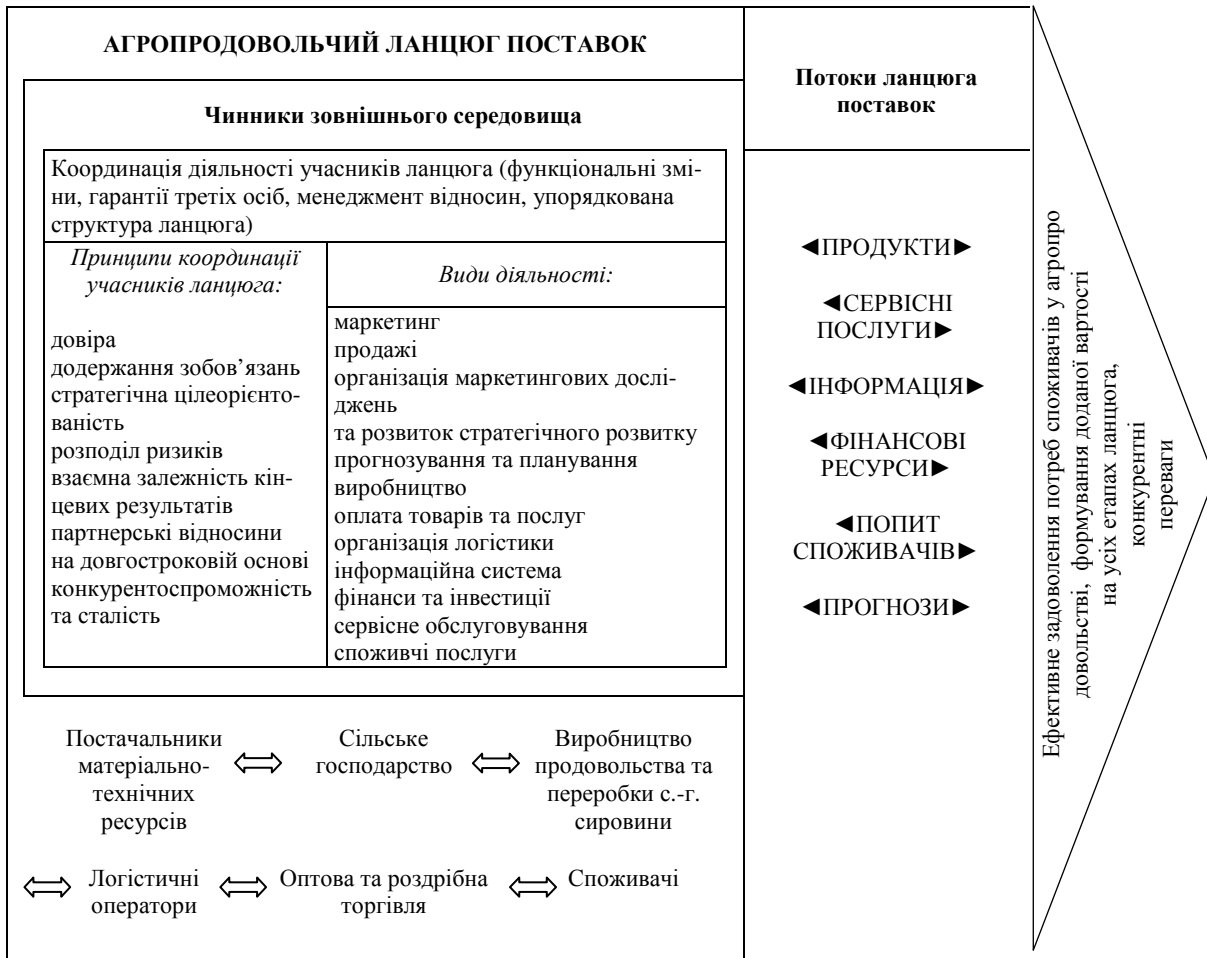 АГРОПРОДОВОЛЬЧИЙ ЛАНЦЮГ ПОСТАВОК
Чинники зовнішнього середовища
Координація діяльності учасників ланцюга (функціональні змі-
ни, гарантії третіх осіб, менеджмент відносин, упорядкована
структура ланцюга)
Принципи координації
учасників ланцюга:
довіра
додержання зобов’язань
стратегічна цілеорієнто-
ваність
розподіл ризиків
взаємна залежність кін-
цевих результатів
партнерські відносини
на довгостроковій основі
конкурентоспроможність
та сталість
Види діяльності:
маркетинг
продажі
організація маркетингових дослі-
джень
та розвиток стратегічного розвитку
прогнозування та планування
виробництво
оплата товарів та послуг
організація логістики
інформаційна система
фінанси та інвестиції
сервісне обслуговування
споживчі послуги
Постачальники
матеріально-
технічних
ресурсів
Сільське
господарство
Виробництво
продовольства та
переробки с.-г.
сировини
Логістичні
оператори
Оптова та роздрібна
торгівля
Споживачі
Потоки ланцюга
поставок
◄ПРОДУКТИ►
◄СЕРВІСНІ
ПОСЛУГИ►
◄ІНФОРМАЦІЯ►
◄ФІНАНСОВІ
РЕСУРСИ►
◄ПОПИТ
СПОЖИВАЧІВ►
◄ПРОГНОЗИ►
Ефективне задоволення потреб споживачів у агропро
довольстві, формування доданої вартості
на усіх етапах ланцюга,
конкурентні
переваги